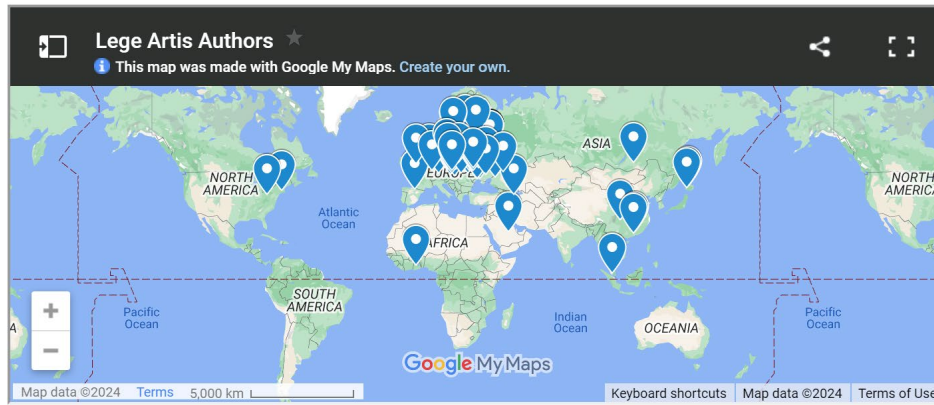 Lege Artis Authors
This map was made with Google My Maps. Create your own.
ASIA
NORTH
AMERICA
EUROPE
NORTH
AMERICA
Atlantic
Ocean
AFRICA
SOUTH
AMERICA
Pacific
Ocean
Indian
Ocean
OCEANIA
Pacific
Ocean
A
+
−
Google My Maps
Map data ©2024 Terms 5,000 km
Keyboard shortcuts Map data ©2024 Terms of Use